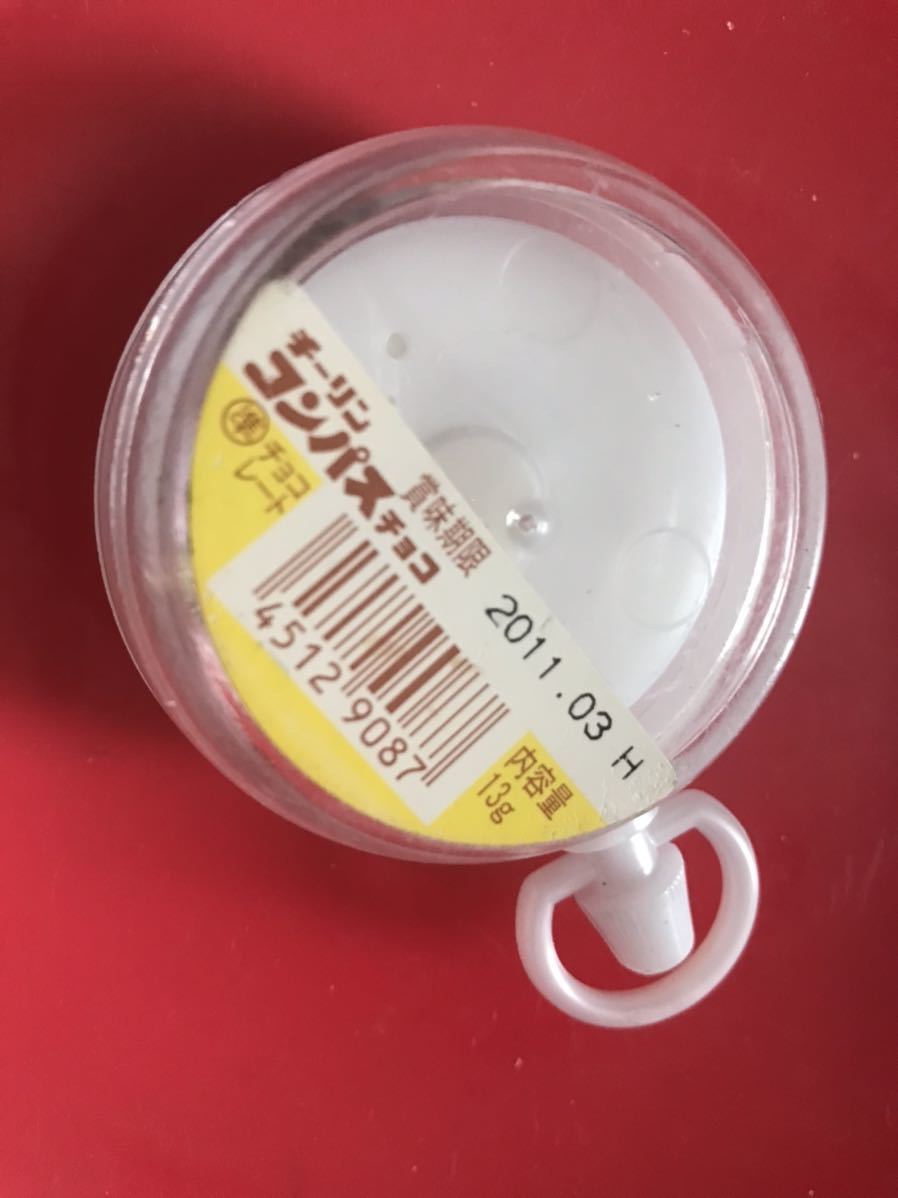 チーリン
コンパスチョコ
準チョコ
レート
賞味期限
2011.03 H
4512 9087
内容量
13g